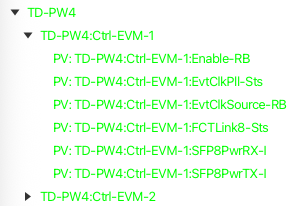 TD-PW4
TD-PW4:Ctrl-EVM-1
PV: TD-PW4:Ctrl-EVM-1:Enable-RB
PV: TD-PW4:Ctrl-EVM-1:EvtClkPll-Sts
PV: TD-PW4:Ctrl-EVM-1:EvtClkSource-RB
PV: TD-PW4:Ctrl-EVM-1:FCTLink8-Sts
PV: TD-PW4:Ctrl-EVM-1:SFP8PwrRX-I
PV: TD-PW4:Ctrl-EVM-1:SFP8PwrTX-I
TD-PW4:Ctrl-EVM-2